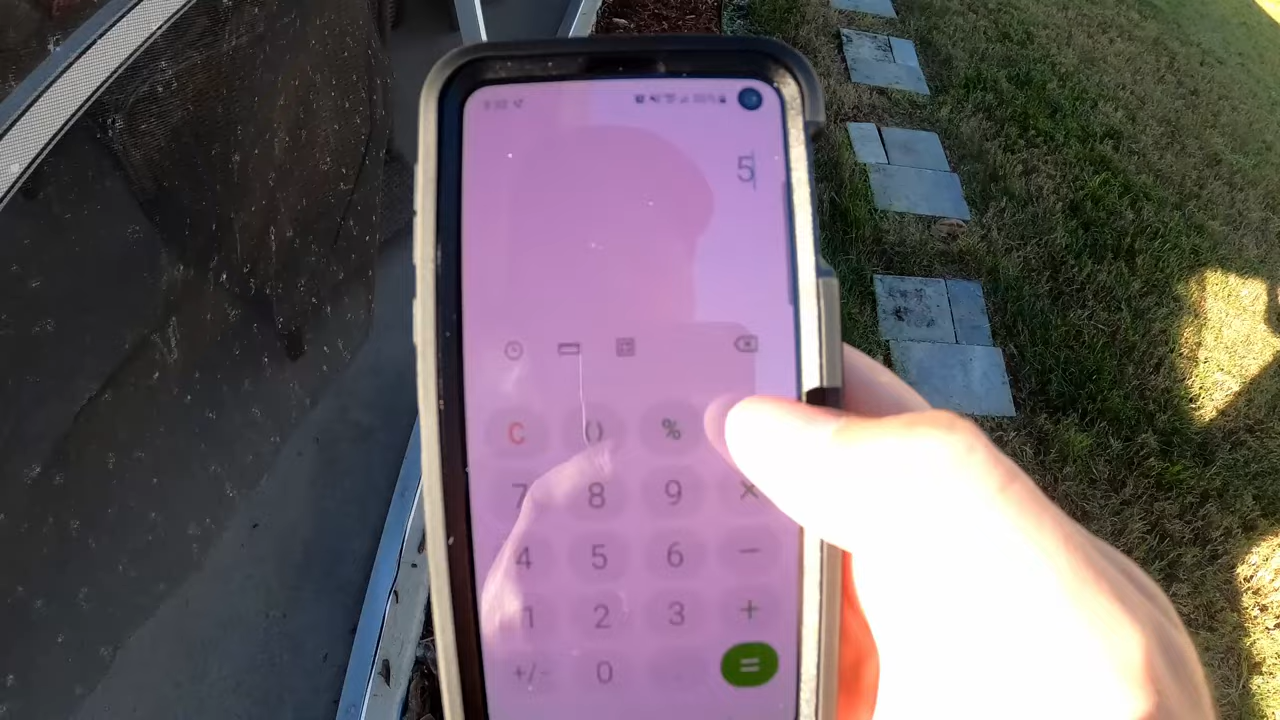 5
C () %
7 8 9 ×
4 5 6 −
1 2 3 +
+/− 0 =